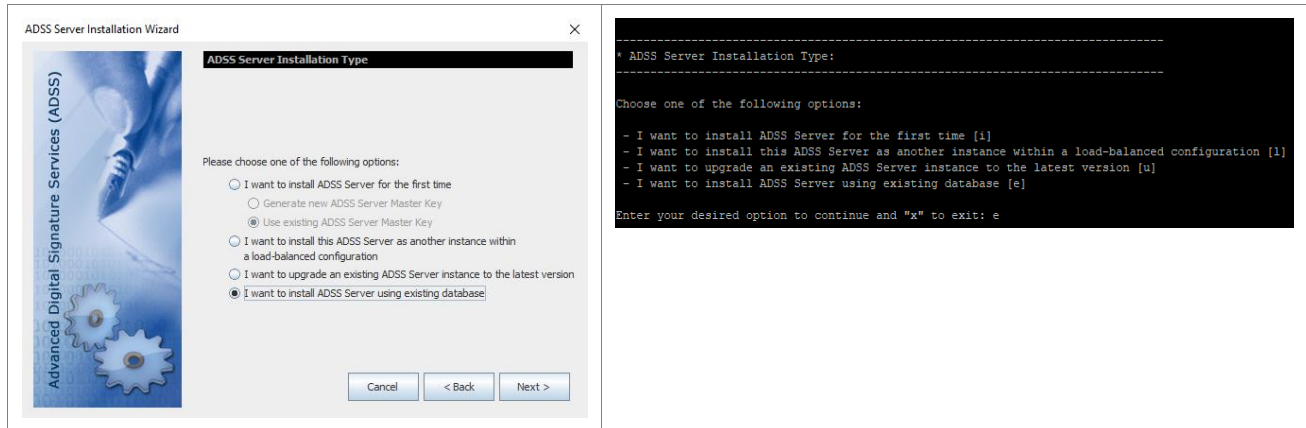 ADSS Server Installation Wizard
Advanced Digital Signature Services (ADSS)
ADSS Server Installation Type
Please choose one of the following options:
I want to install ADSS Server for the first time
Generate new ADSS Server Master Key
Use existing ADSS Server Master Key
I want to install this ADSS Server as another instance within
a load-balanced configuration
I want to upgrade an existing ADSS Server instance to the latest version
I want to install ADSS Server using existing database
Cancel
< Back
Next >
--------------------------------------------------------------------------------
* ADSS Server Installation Type:
--------------------------------------------------------------------------------
Choose one of the following options:
- I want to install ADSS Server for the first time [i]
- I want to install this ADSS Server as another instance within a load-balanced configuration [l]
- I want to upgrade an existing ADSS Server instance to the latest version [u]
- I want to install ADSS Server using existing database [e]
Enter your desired option to continue and "x" to exit: e